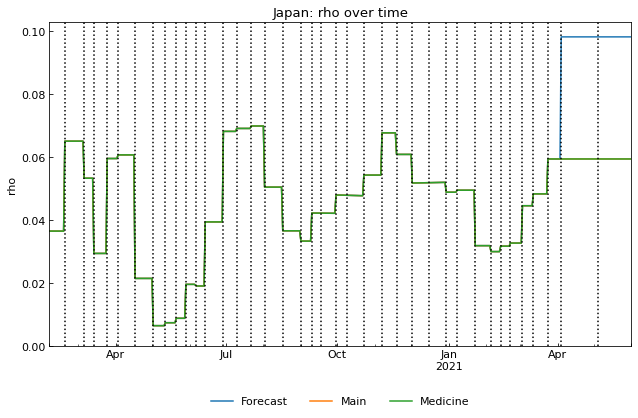 Japan: rho over time
rho
0.10
0.08
0.06
0.04
0.02
0.00
Apr
Jul
Oct
Jan
2021
Apr
Forecast
Main
Medicine